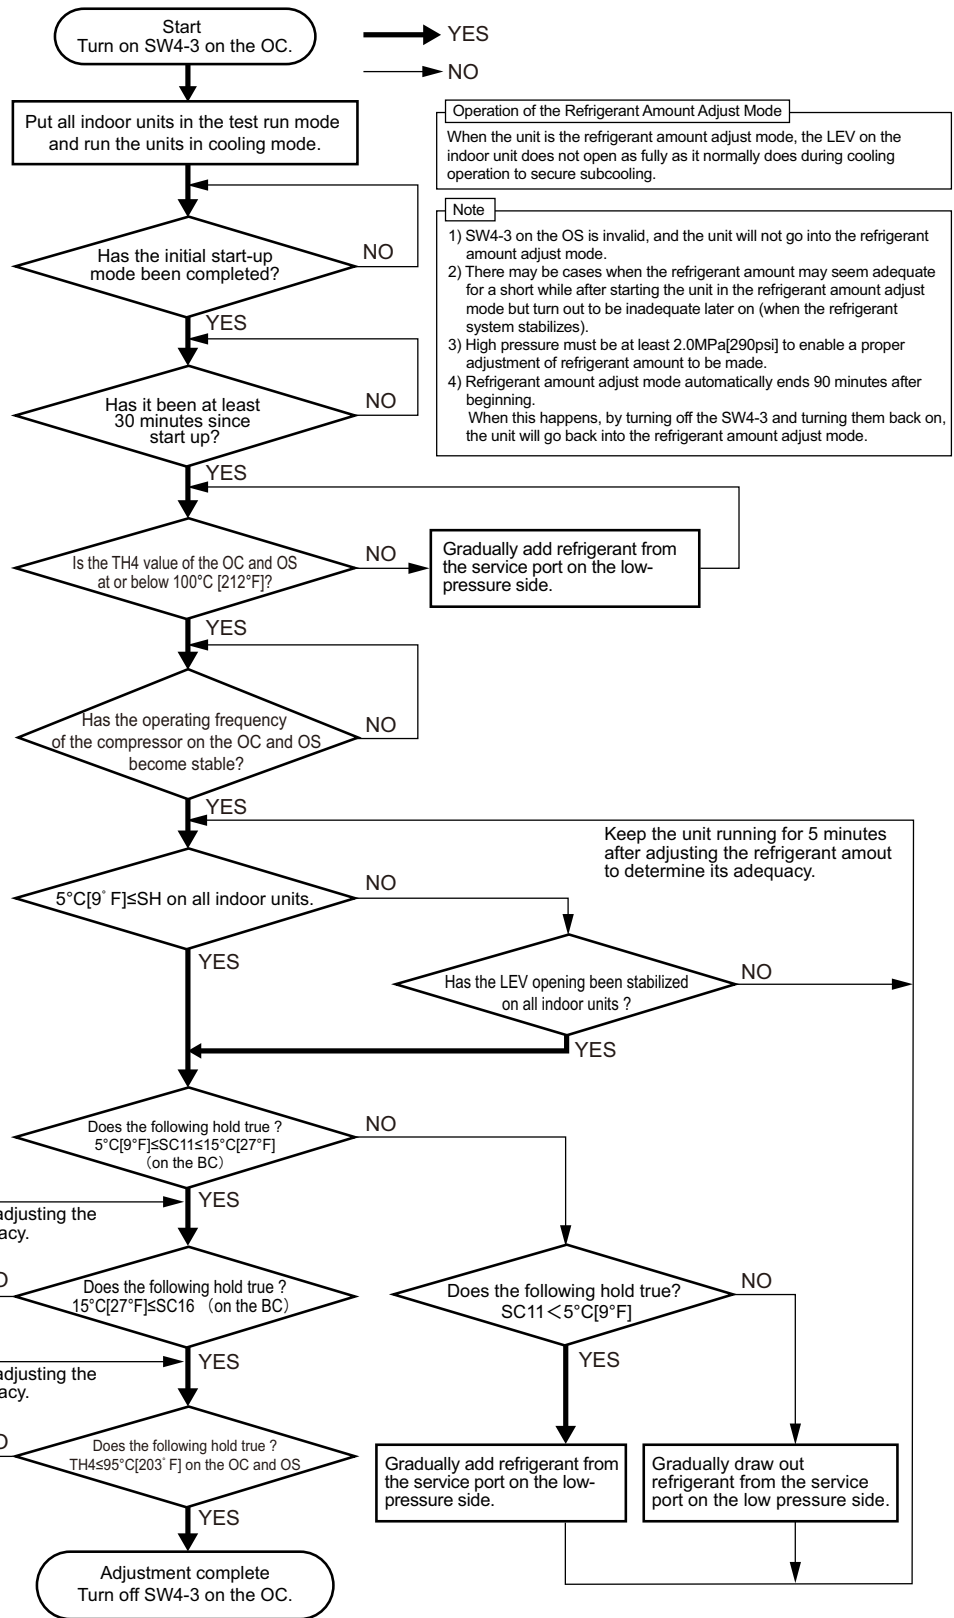 Start
Turn on SW4-3 on the OC.
YES
NO
Put all indoor units in the test run mode
and run the units in cooling mode.
Operation of the Refrigerant Amount Adjust Mode
When the unit is the refrigerant amount adjust mode, the LEV on the
indoor unit does not open as fully as it normally does during cooling
operation to secure subcooling.
Note
1) SW4-3 on the OS is invalid, and the unit will not go into the refrigerant
amount adjust mode.
2) There may be cases when the refrigerant amount may seem adequate
for a short while after starting the unit in the refrigerant amount adjust
mode but turn out to be inadequate later on (when the refrigerant
system stabilizes).
3) High pressure must be at least 2.0MPa[290psi] to enable a proper
adjustment of refrigerant amount to be made.
4) Refrigerant amount adjust mode automatically ends 90 minutes after
beginning.
When this happens, by turning off the SW4-3 and turning them back on,
the unit will go back into the refrigerant amount adjust mode.
Has the initial start-up
mode been completed?
NO
YES
Has it been at least
30 minutes since
start up?
NO
YES
Is the TH4 value of the OC and OS
at or below 100°C [212°F]?
NO
Gradually add refrigerant from
the service port on the low-
pressure side.
YES
Has the operating frequency
of the compressor on the OC and OS
become stable?
NO
YES
Keep the unit running for 5 minutes
after adjusting the refrigerant amout
to determine its adequacy.
5°C[9°F]≤SH on all indoor units.
NO
YES
Has the LEV opening been stabilized
on all indoor units ?
NO
YES
Does the following hold true ?
5°C[9°F]≤SC11≤15°C[27°F]
(on the BC)
NO
YES
adjusting the
acy.
Does the following hold true ?
15°C[27°F]≤SC16 (on the BC)
O
YES
Does the following hold true?
SC11＜5°C[9°F]
NO
YES
adjusting the
acy.
Does the following hold true ?
TH4≤95°C[203°F] on the OC and OS
O
YES
Gradually add refrigerant from
the service port on the low-
pressure side.
Gradually draw out
refrigerant from the service
port on the low pressure side.
Adjustment complete
Turn off SW4-3 on the OC.